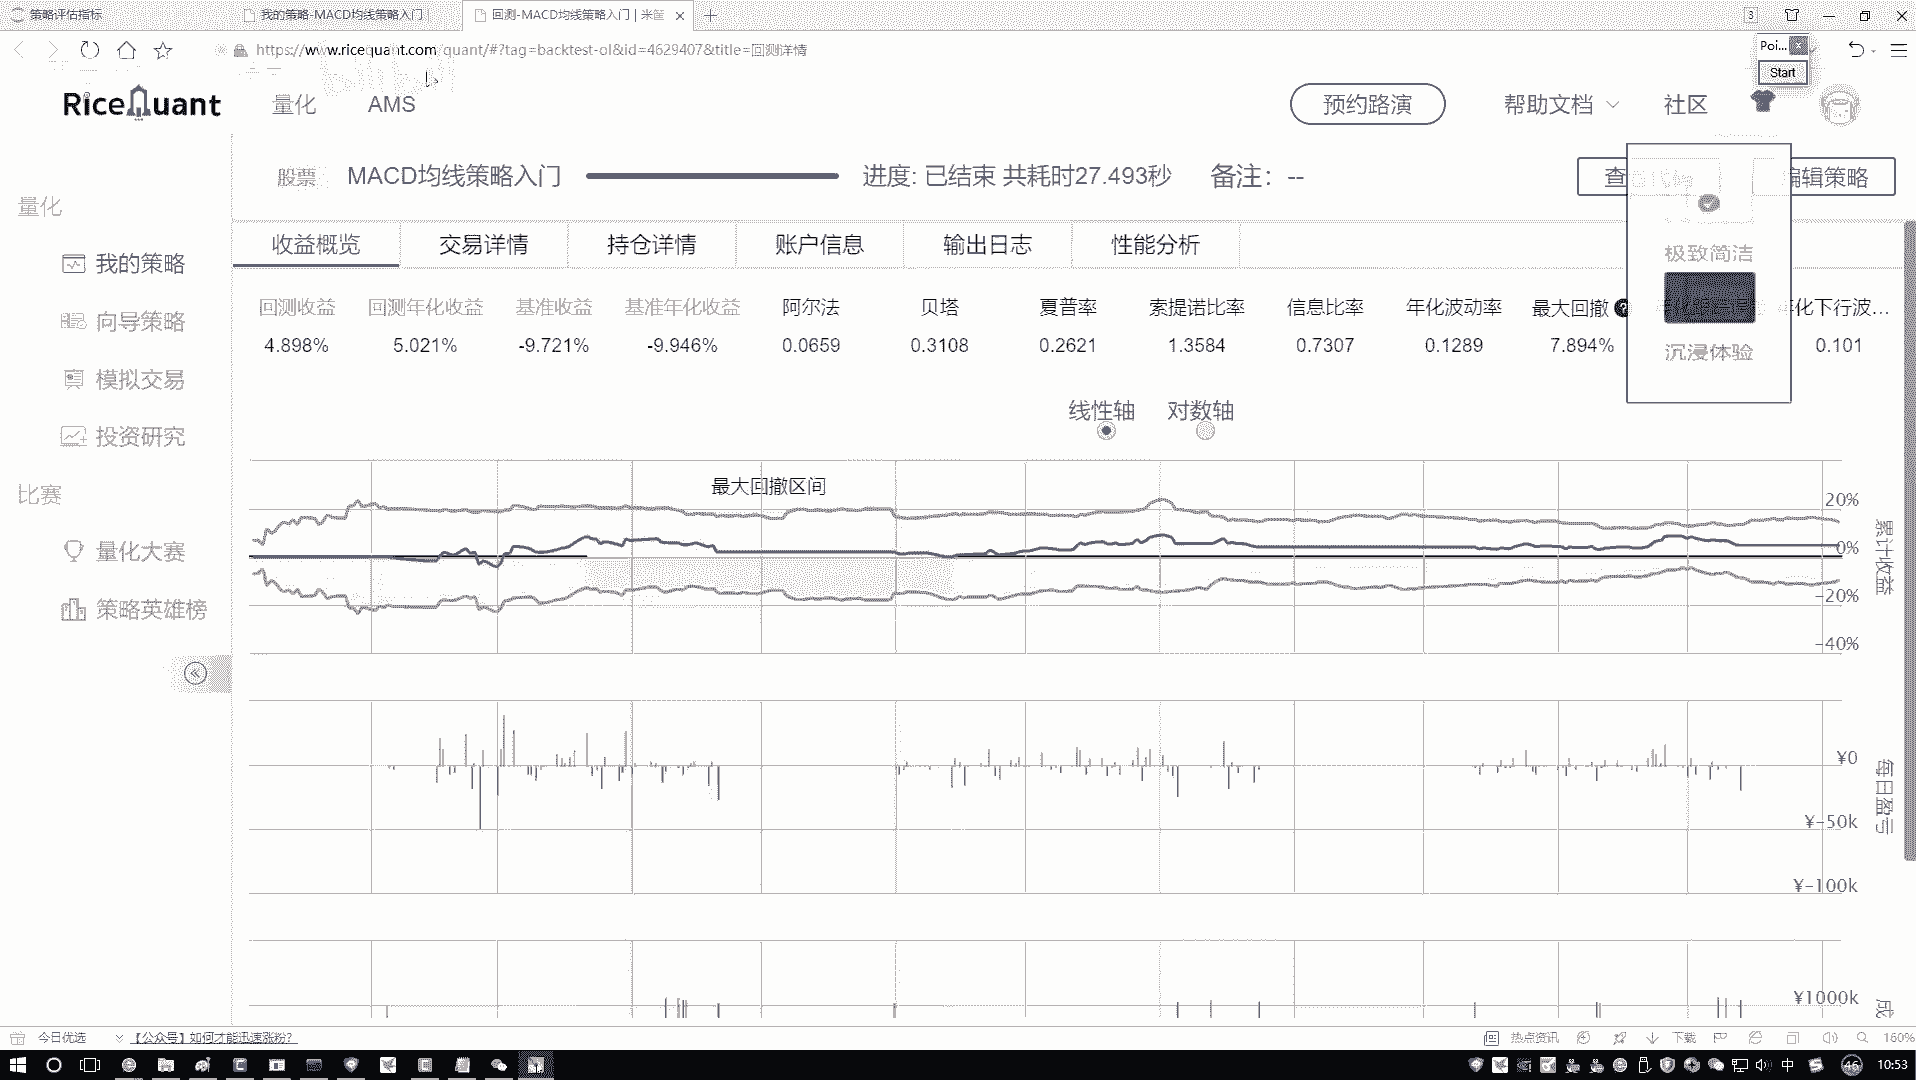 策略评估指标
我的策略-MACD均线策略入门
回测-MACD均线策略入门 | 米筐
3
https://www.ricequant.com/quant/#?tag=backtest-ol&id=4629407&title=回测详情
Poi...
Start
RiceQuant
量化
AMS
预约路演
帮助文档
社区
股票
MACD均线策略入门
进度: 已结束 共耗时27.493秒
备注： --
编辑策略
极致简洁
沉浸体验
量化
我的策略
向导策略
模拟交易
投资研究
比赛
量化大赛
策略英雄榜
收益概览
交易详情
持仓详情
账户信息
输出日志
性能分析
回测收益 回测年化收益 基准收益 基准年化收益 阿尔法 贝塔 夏普率 索提诺比率 信息比率 年化波动率 最大回撤 化下行波...
4.898% 5.021% -9.721% -9.946% 0.0659 0.3108 0.2621 1.3584 0.7307 0.1289 7.894% 0.101
线性轴
对数轴
最大回撤区间
20%
0%
-20%
-40%
累计收益
¥0
¥-50k
¥-100k
每日盈亏
¥1000k
成
今日优选
【公众号】如何才能迅速涨粉?
热点资讯
下载
160%
中
46
10:53